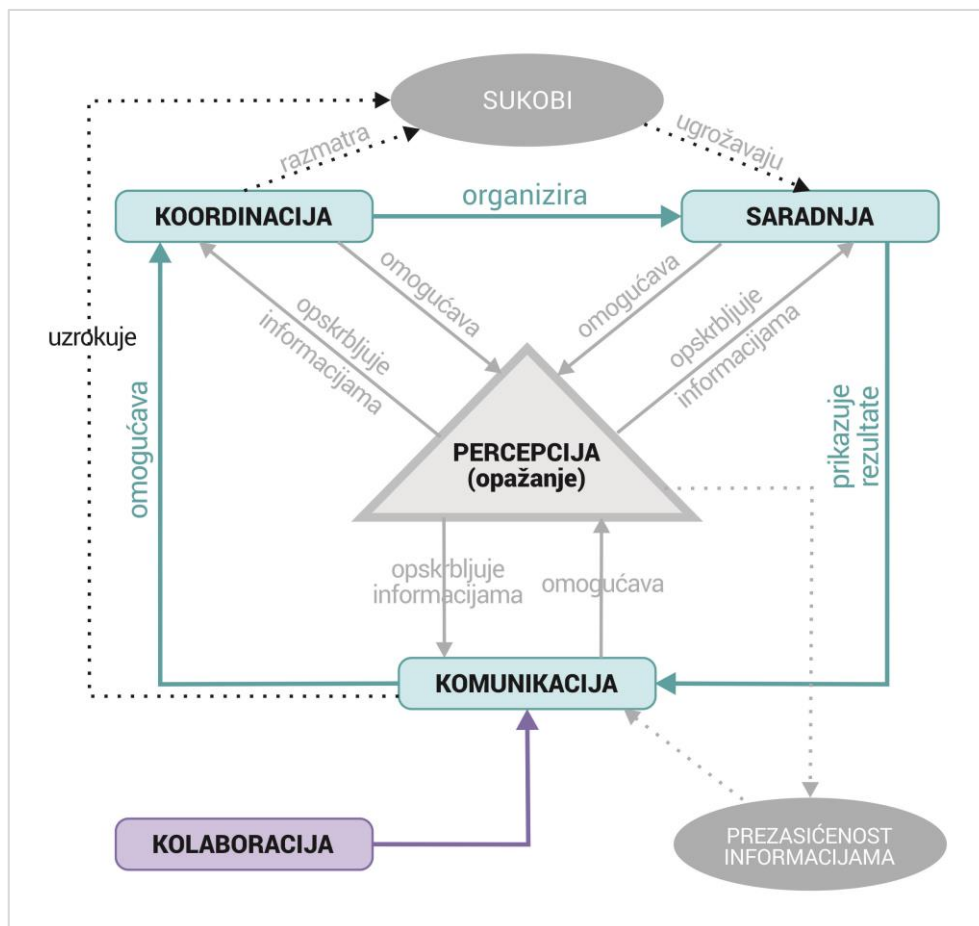 SUKOBI
razmatra
ugrožavaju
organizira
KOORDINACIJA
SARADNJA
omogućava
omogućava
opskrbljuje
informacijama
opskrbljuje
informacijama
uzrokuje
omogućava
prikazuje
rezultate
PERCEPCIJA
(opažanje)
opskrbljuje
informacijama
omogućava
KOMUNIKACIJA
KOLABORACIJA
PREZASIĆENOST
INFORMACIJAMA